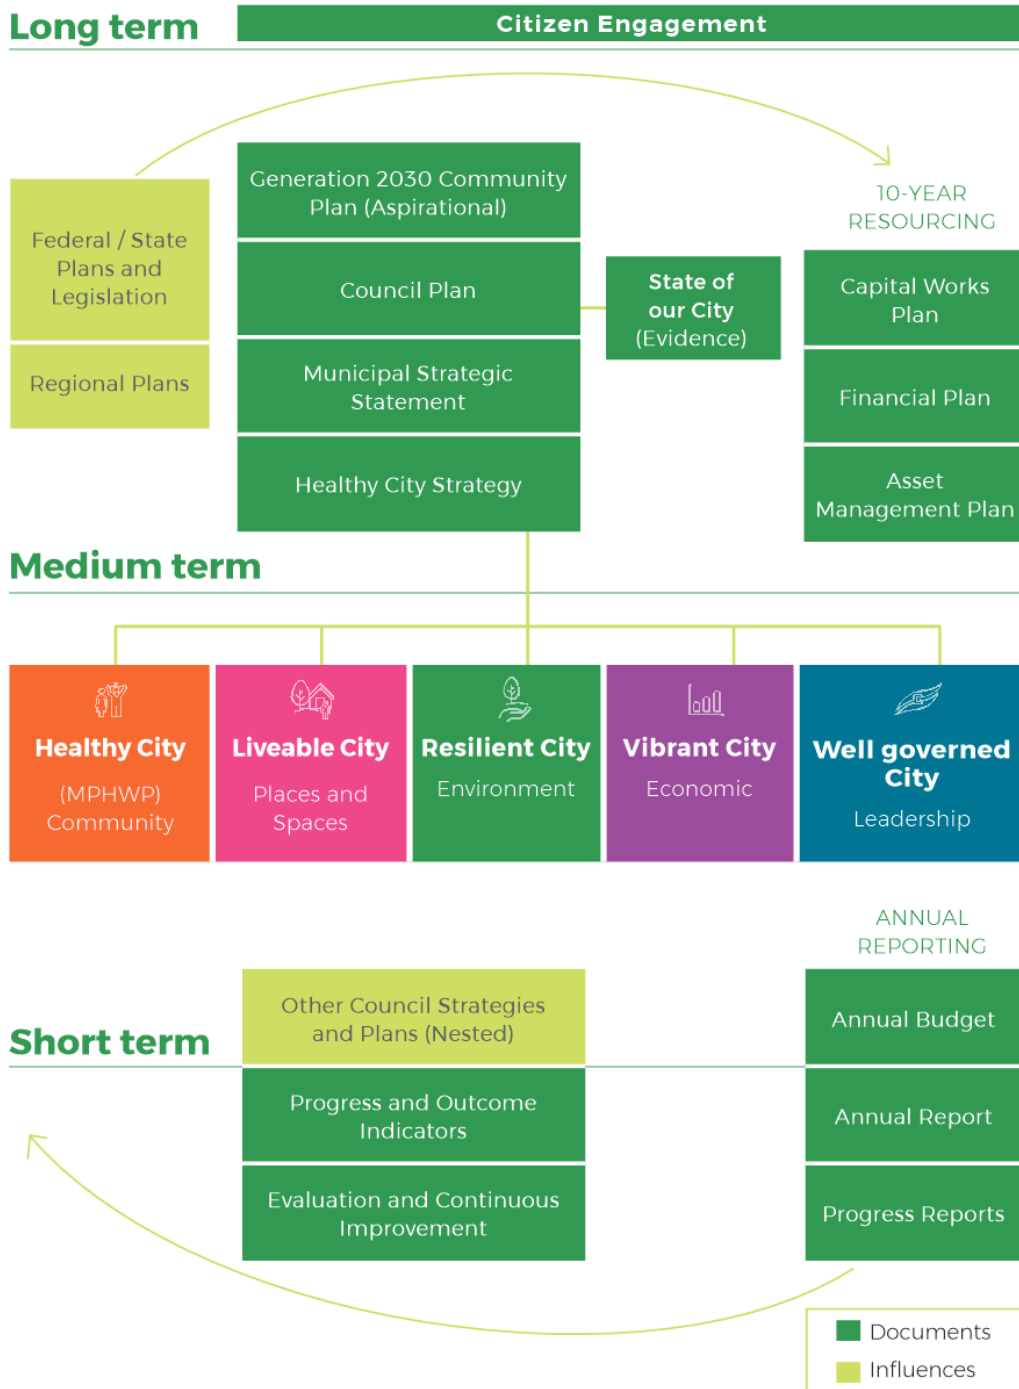 Long term
Citizen Engagement
Federal / State
Plans and
Legislation
Regional Plans
Generation 2030 Community
Plan (Aspirational)
Council Plan
Municipal Strategic
Statement
Healthy City Strategy
State of
our City
(Evidence)
10-YEAR
RESOURCING
Capital Works
Plan
Financial Plan
Asset
Management Plan
Medium term
Healthy City
(MPHWP)
Community
Liveable City
Places and
Spaces
Resilient City
Environment
Vibrant City
Economic
Well governed
City
Leadership
Short term
Other Council Strategies
and Plans (Nested)
Progress and Outcome
Indicators
Evaluation and Continuous
Improvement
ANNUAL
REPORTING
Annual Budget
Annual Report
Progress Reports
Documents
Influences